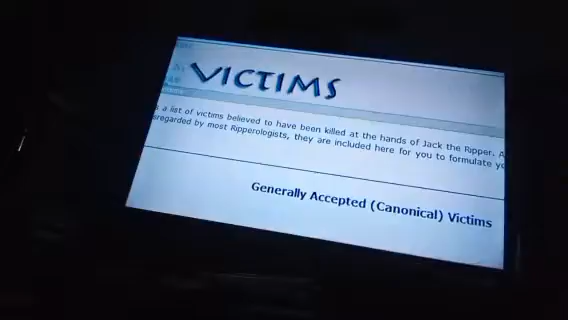 VICTIMS
a list of victims believed to have been killed at the hands of Jack the Ripper. A
sregarded by most Ripperologists, they are included here for you to formulate yo
Generally Accepted (Canonical) Victims